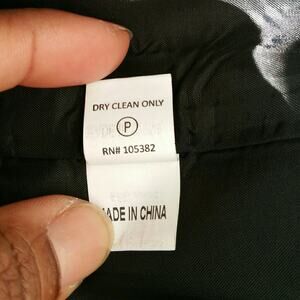 DRY CLEAN ONLY
P
RN# 105382
MADE IN CHINA